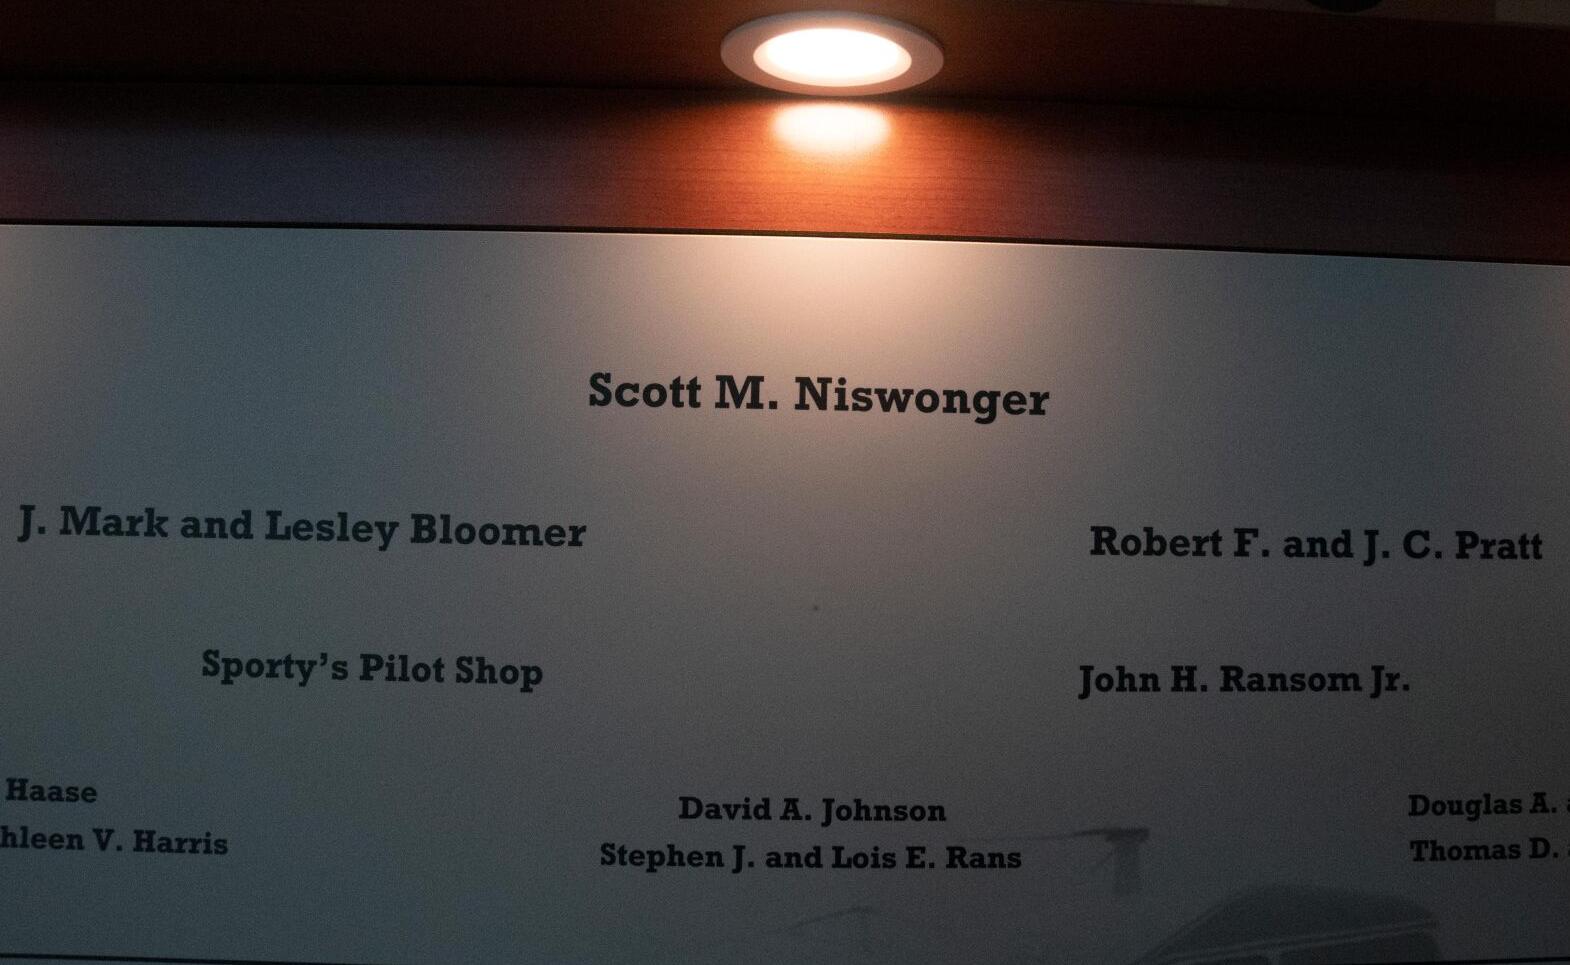 Scott M. Niswonger
J. Mark and Lesley Bloomer
Robert F. and J. C. Pratt
Sporty's Pilot Shop
John H. Ransom Jr.
Haase
David A. Johnson
Douglas A.
hleen V. Harris
Stephen J. and Lois E. Rans
Thomas D.